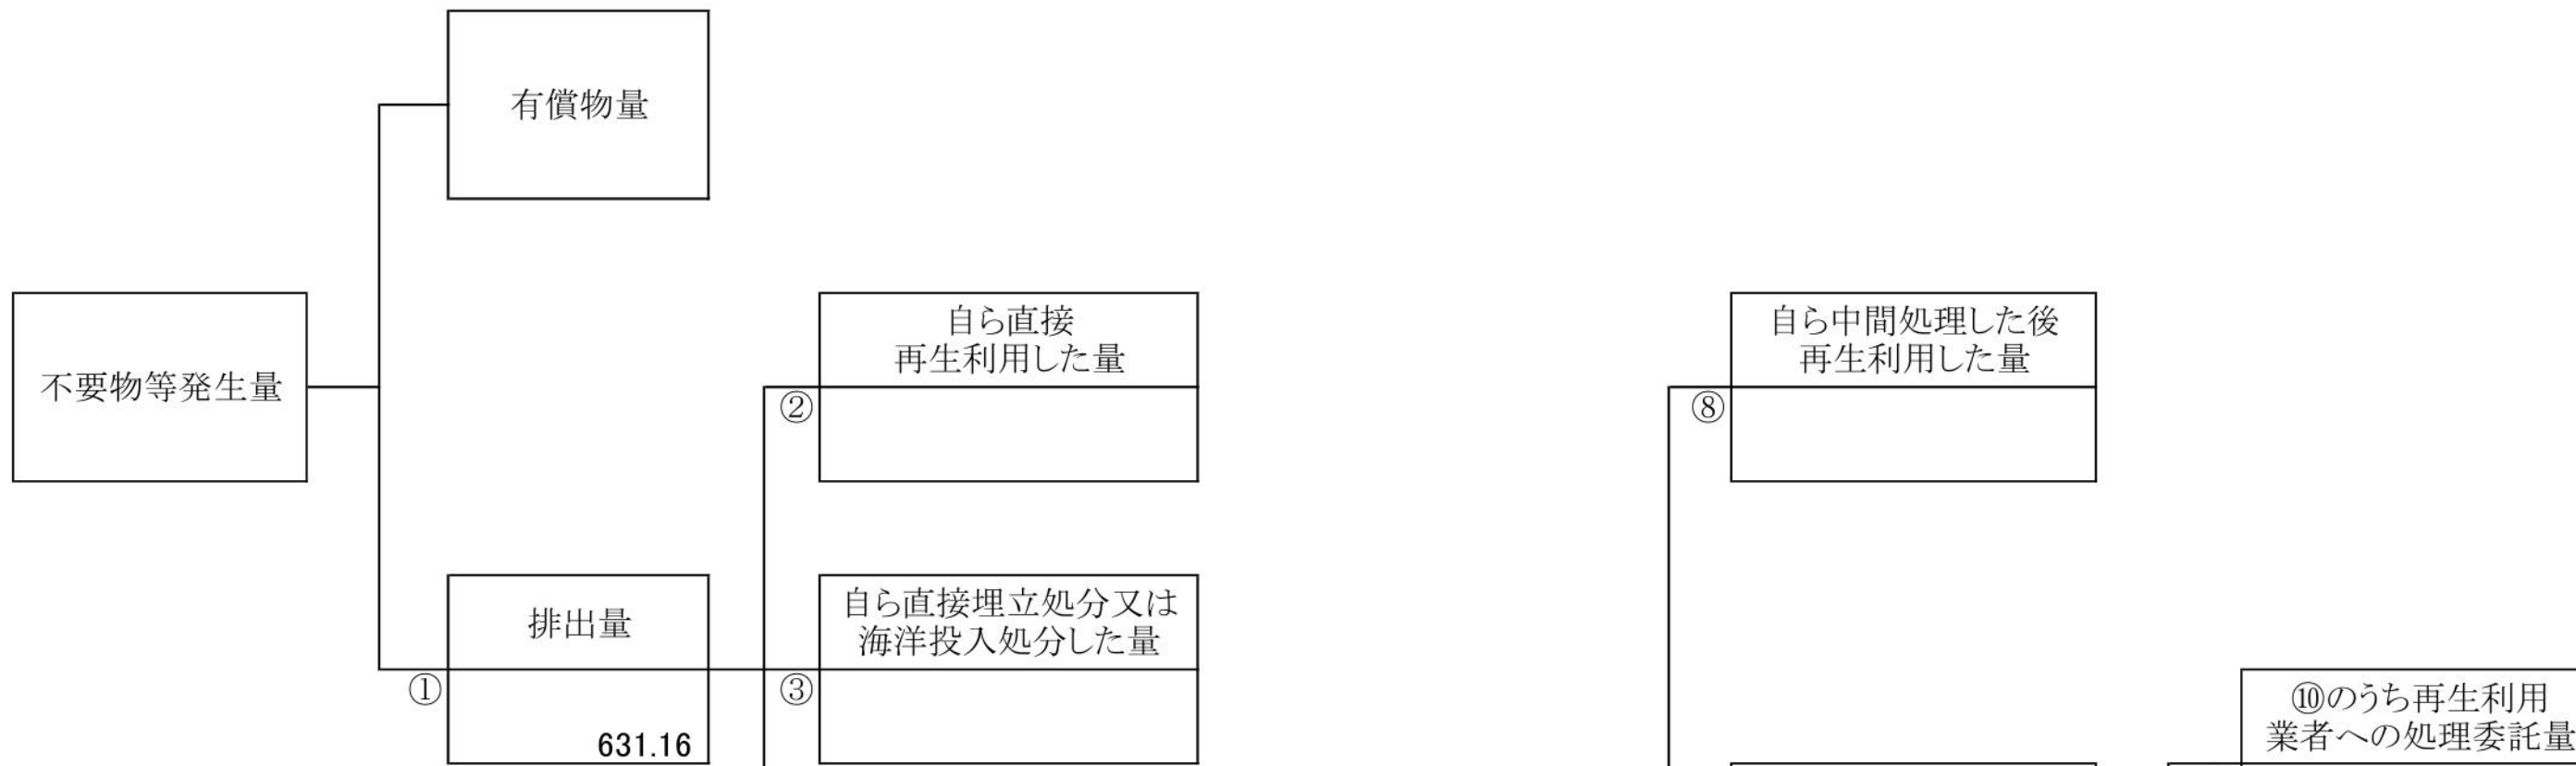 有償物量
不要物等発生量
自ら直接
再生利用した量
②
自ら中間処理した後
再生利用した量
⑧
排出量
①
631.16
自ら直接埋立処分又は
海洋投入処分した量
③
⑩のうち再生利用
業者への処理委託量